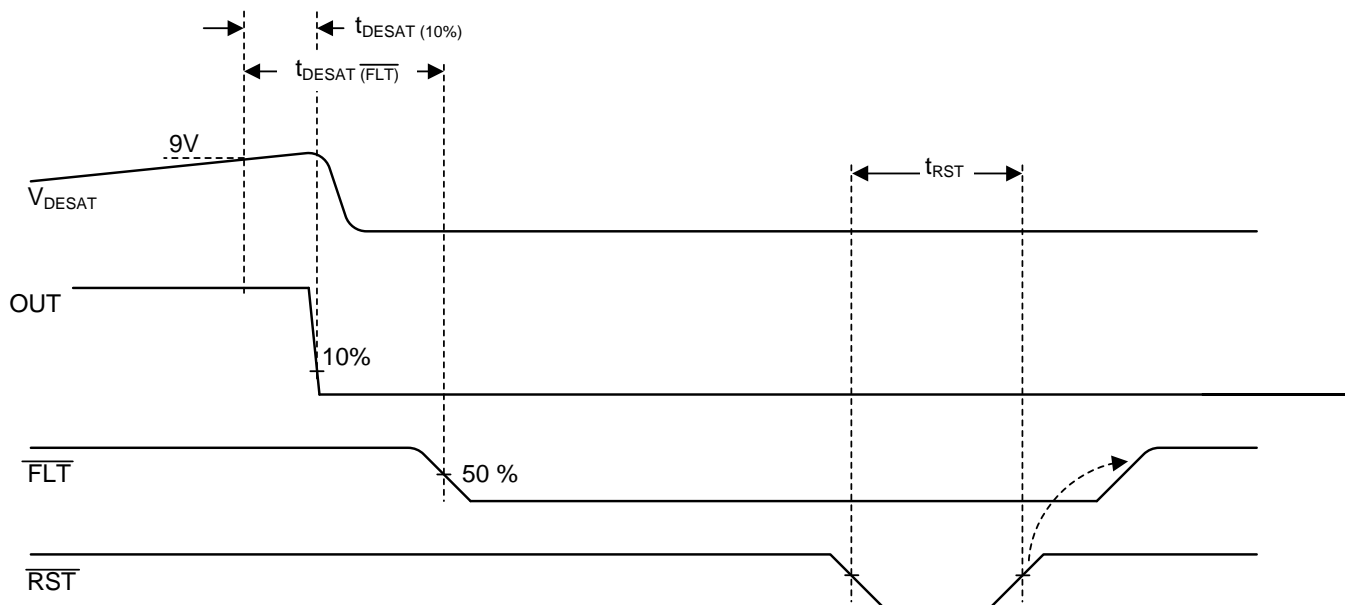 tDESAT (10%)
tDESAT (FLT)
9V
VDESAT
tRST
OUT
10%
FLT
50 %
RST